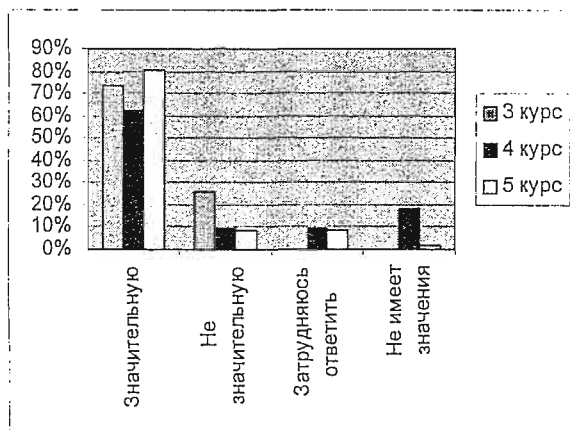 90%
80%
70%
60%
50%
40%
30%
20%
10%
0%
Значительную
Не
значительную
Затрудняюсь
ответить
Не имеет
значения
3 курс
4 курс
5 курс